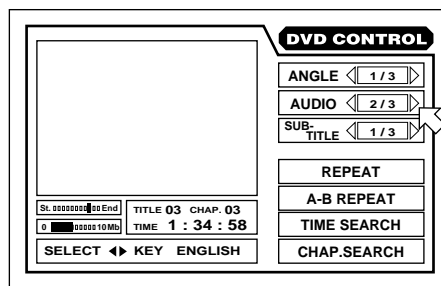 DVD CONTROL
ANGLE 1 / 3
AUDIO 2 / 3
SUB-TITLE 1 / 3
REPEAT
A-B REPEAT
TIME SEARCH
CHAP.SEARCH
St. End
0 10Mb
TITLE 03 CHAP. 03
TIME 1 : 34 : 58
SELECT ◀▶ KEY ENGLISH